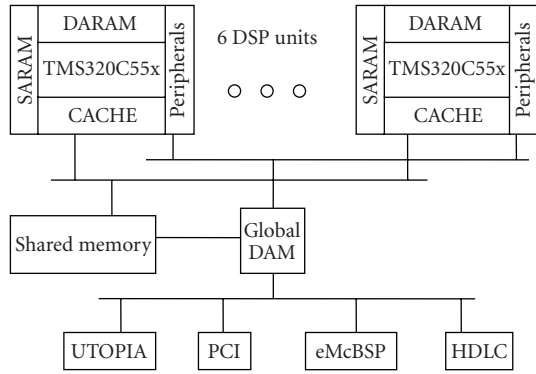 DARAM
SARAM
TMS320C55x
Peripherals
CACHE
6 DSP units
DARAM
SARAM
TMS320C55x
Peripherals
CACHE
Shared memory
Global
DAM
UTOPIA
PCI
eMcBSP
HDLC